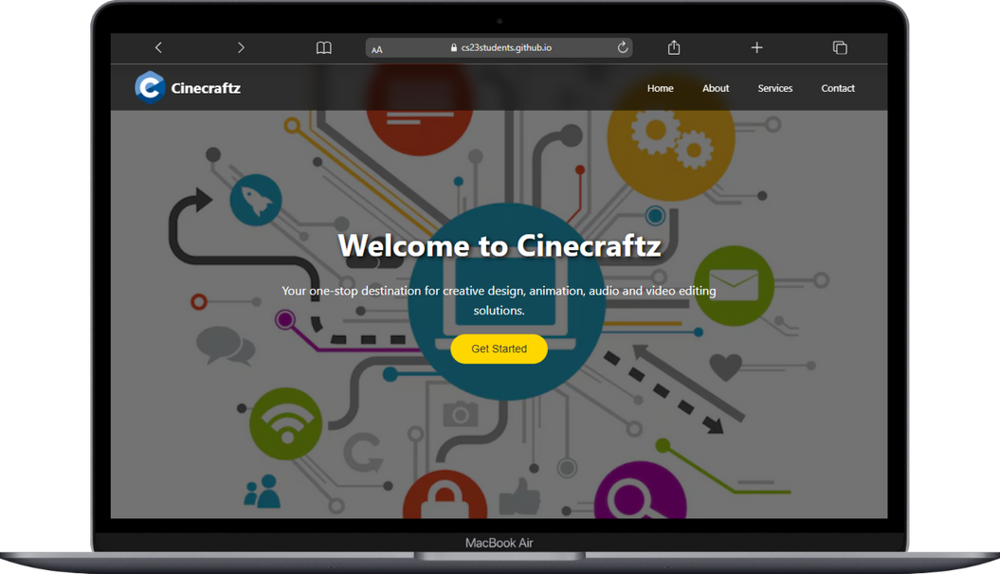 AA
cs23students.github.io
Cinecraftz
Home
About
Services
Contact
Welcome to Cinecraftz
Your one-stop destination for creative design, animation, audio and video editing
solutions.
Get Started
MacBook Air